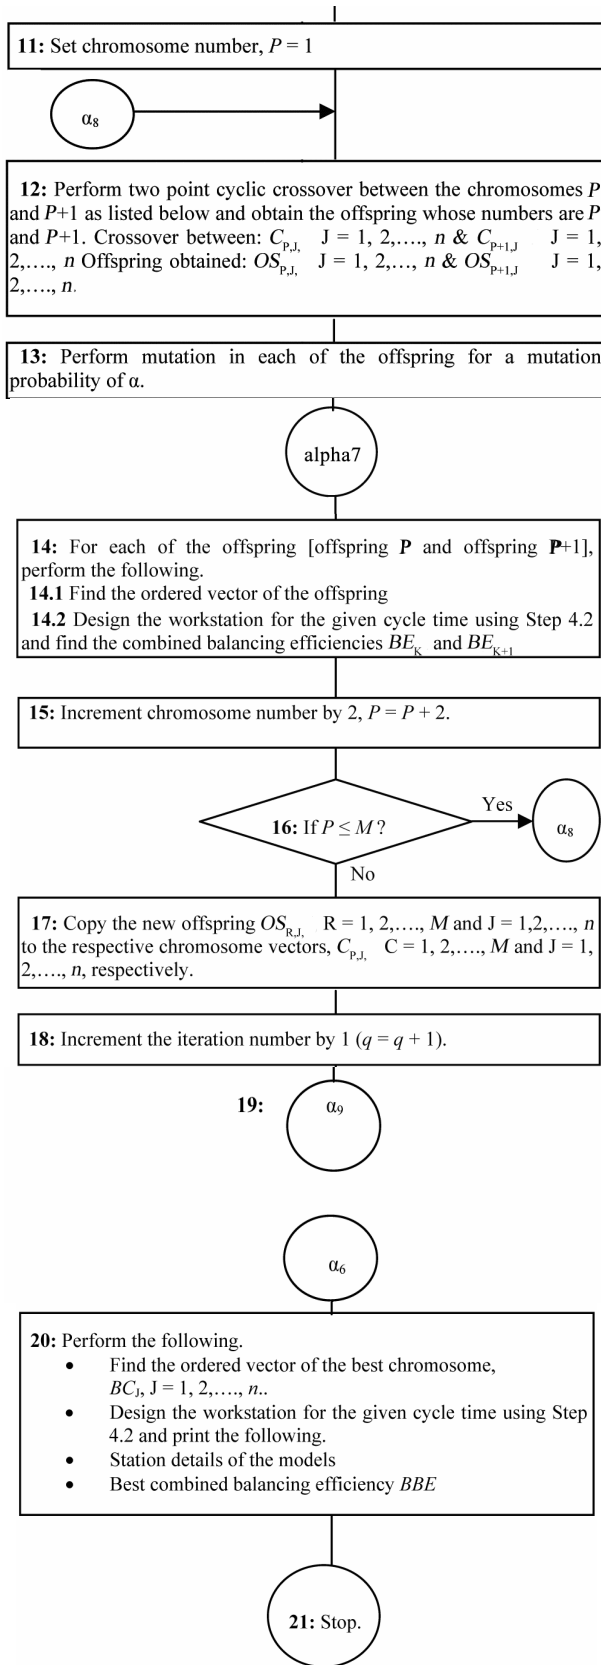 11: Set chromosome number, P = 1
α8
12: Perform two point cyclic crossover between the chromosomes P
and P+1 as listed below and obtain the offspring whose numbers are P
and P+1. Crossover between: CP,J, J = 1, 2,…., n & CP+1,J J = 1,
2,…., n Offspring obtained: OSP,J, J = 1, 2,…, n & OSP+1,J J = 1,
2,…., n.
13: Perform mutation in each of the offspring for a mutation
probability of α.
alpha7
14: For each of the offspring [offspring P and offspring P+1],
perform the following.
14.1 Find the ordered vector of the offspring
14.2 Design the workstation for the given cycle time using Step 4.2
and find the combined balancing efficiencies BEK and BEK+1
15: Increment chromosome number by 2, P = P + 2.
16: If P ≤ M?
Yes
α8
No
17: Copy the new offspring OSR,J, R = 1, 2,…., M and J = 1,2,…., n
to the respective chromosome vectors, CP,J, C = 1, 2,…., M and J = 1,
2,…., n, respectively.
18: Increment the iteration number by 1 (q = q + 1).
19:
α9
α6
20: Perform the following.
• Find the ordered vector of the best chromosome,
BCJ, J = 1, 2,…., n..
• Design the workstation for the given cycle time using Step
4.2 and print the following.
• Station details of the models
• Best combined balancing efficiency BBE
21: Stop.